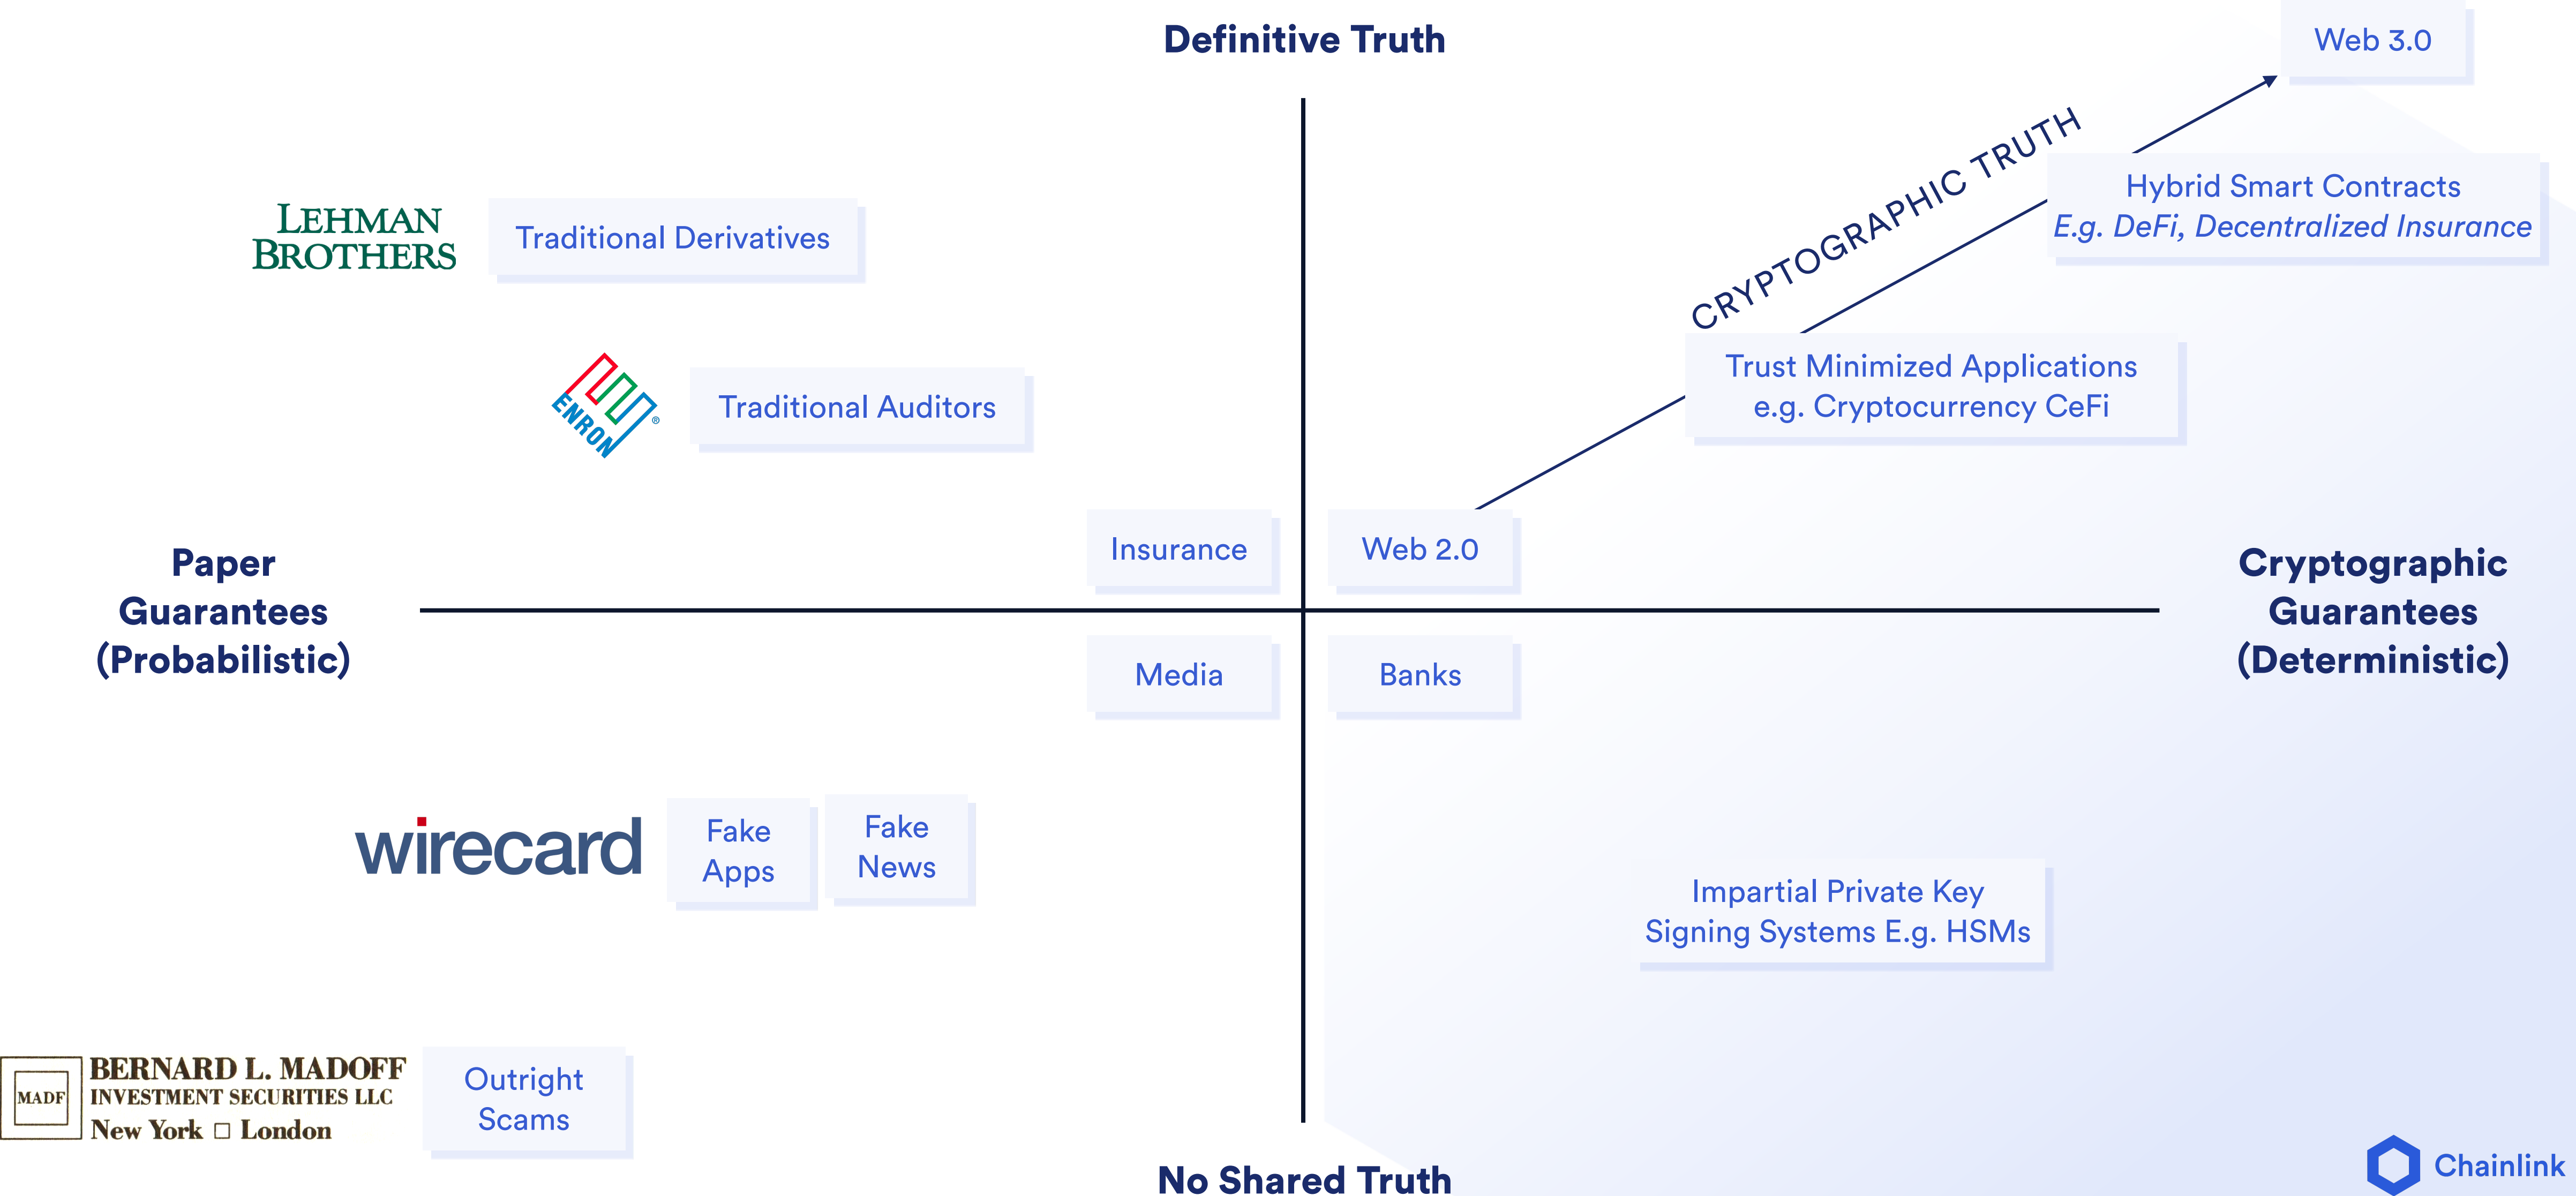 Definitive Truth
Web 3.0
CRYPTOGRAPHIC TRUTH
Hybrid Smart Contracts
E.g. DeFi, Decentralized Insurance
LEHMAN
BROTHERS
Traditional Derivatives
Trust Minimized Applications
e.g. Cryptocurrency CeFi
ENRON®
Traditional Auditors
Insurance
Web 2.0
Paper
Guarantees
(Probabilistic)
Cryptographic
Guarantees
(Deterministic)
Media
Banks
wirecard
Fake
Apps
Fake
News
Impartial Private Key
Signing Systems E.g. HSMs
MADF
BERNARD L. MADOFF
INVESTMENT SECURITIES LLC
New York □ London
Outright
Scams
No Shared Truth
Chainlink